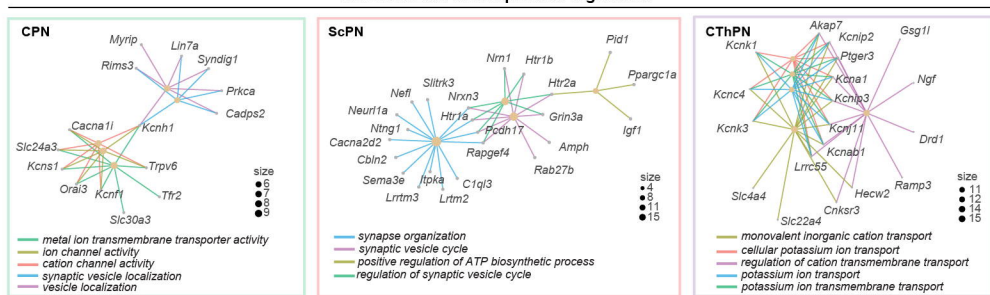 CPN
Myrip
Lin7a
Rims3
Syndig1
Prkca
Cadps2
Cacna1i
Kcnh1
Slc24a3
Kcns1
Trpv6
Orai3
Kcnf1
Tfr2
Slc30a3
size
6
7
8
9
metal ion transmembrane transporter activity
ion channel activity
cation channel activity
synaptic vesicle localization
vesicle localization
ScPN
Pid1
Nrn1
Htr1b
Slitrk3
Htr2a
Ppargc1a
Nefl
Nrxn3
Neurl1a
Htr1a
Grin3a
Igf1
Ntng1
Pcdh17
Cacna2d2
Rapgef4
Amph
Cbln2
Rab27b
Sema3e
Itpka
C1ql3
Lrrtm3
Lrtm2
size
4
8
11
15
synapse organization
synaptic vesicle cycle
positive regulation of ATP biosynthetic process
regulation of synaptic vesicle cycle
CThPN
Akap7
Gsg1l
Kcnk1
Kcnip2
Ptger3
Kcna1
Ngf
Kcnc4
Kcnip3
Kcnk3
Kcnj11
Drd1
Kcnab1
Lrrc55
Ramp3
Slc4a4
Hecw2
Cnksr3
Slc22a4
size
11
12
14
15
monovalent inorganic cation transport
cellular potassium ion transport
regulation of cation transmembrane transport
potassium ion transport
potassium ion transmembrane transport